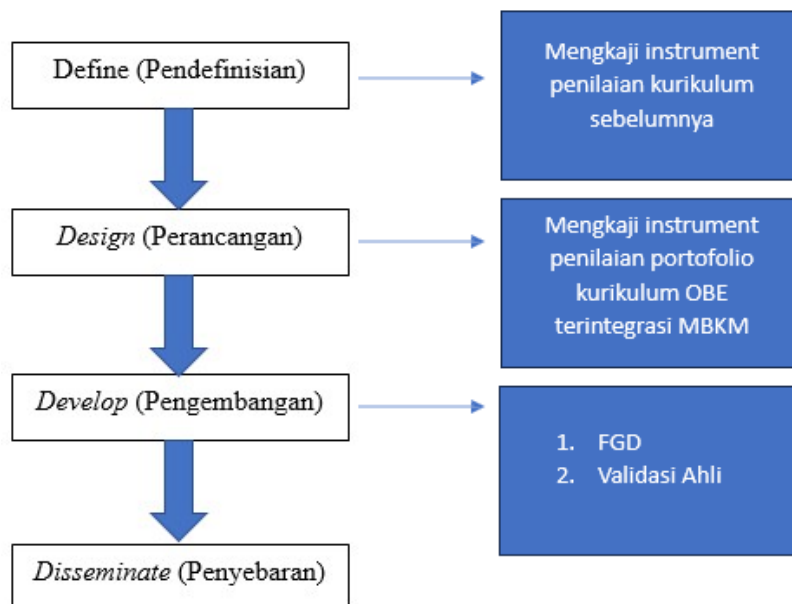 Define (Pendefinisian)
Mengkaji instrument
penilaian kurikulum
sebelumnya
Design (Perancangan)
Mengkaji instrument
penilaian portofolio
kurikulum OBE
terintegrasi MBKM
Develop (Pengembangan)
1. FGD
2. Validasi Ahli
Disseminate (Penyebaran)